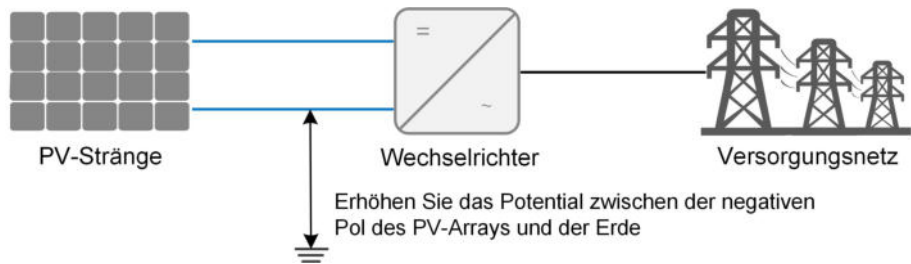 =
~
PV-Stränge
Wechselrichter
Versorgungsnetz
Erhöhen Sie das Potential zwischen der negativen
Pol des PV-Arrays und der Erde